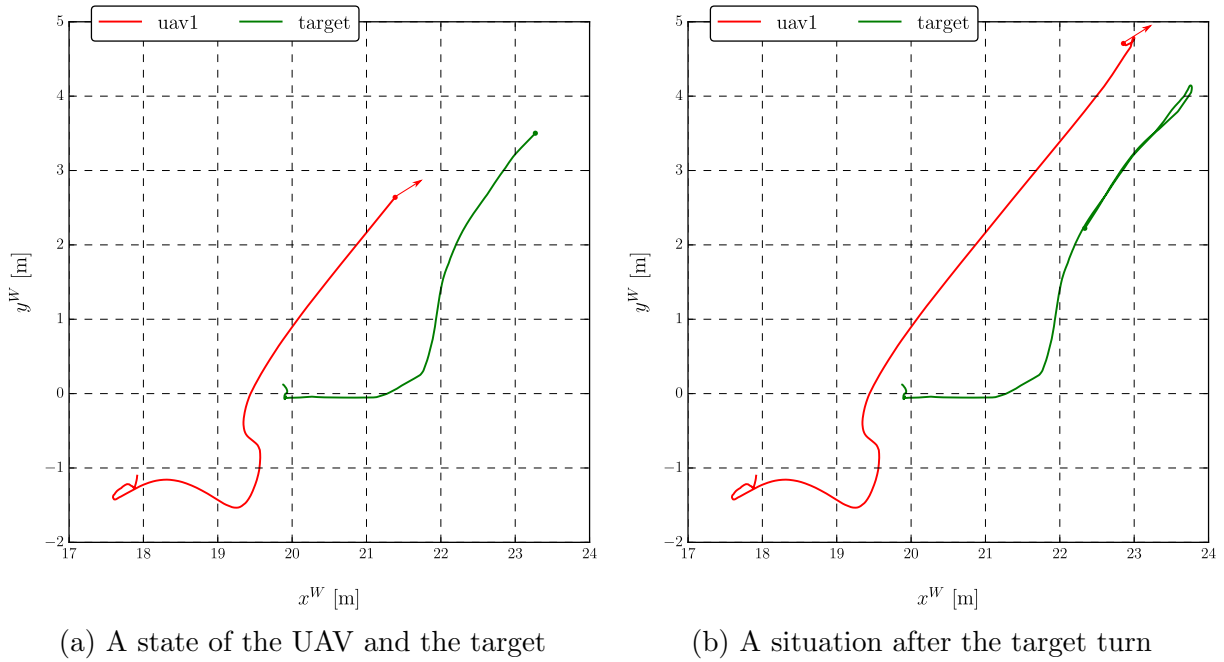 uav1 target
5
4
3
2
1
0
−1
−2
17 18 19 20 21 22 23 24
y^W [m]
x^W [m]
(a) A state of the UAV and the target
uav1 target
5
4
3
2
1
0
−1
−2
17 18 19 20 21 22 23 24
y^W [m]
x^W [m]
(b) A situation after the target turn